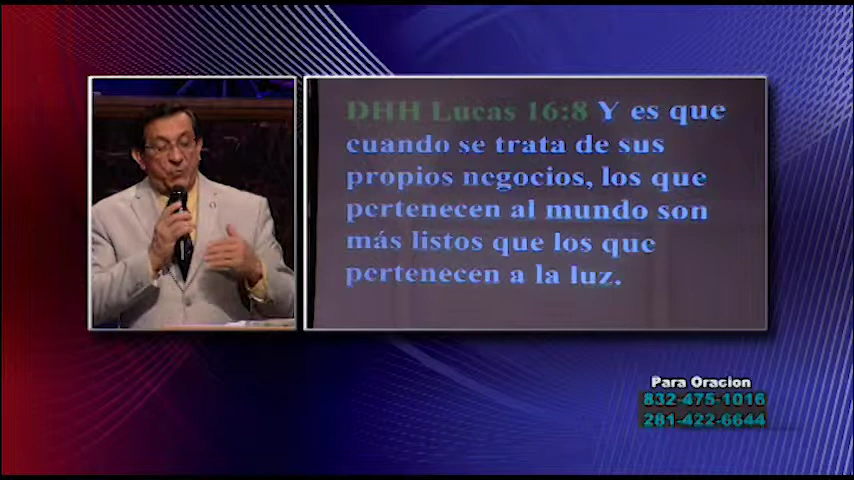 DHH Lucas 16:8 Y es que
cuando se trata de sus
propios negocios, los que
pertenecen al mundo son
más listos que los que
pertenecen a la luz.
Para Oracion
832-475-1016
281-422-6644